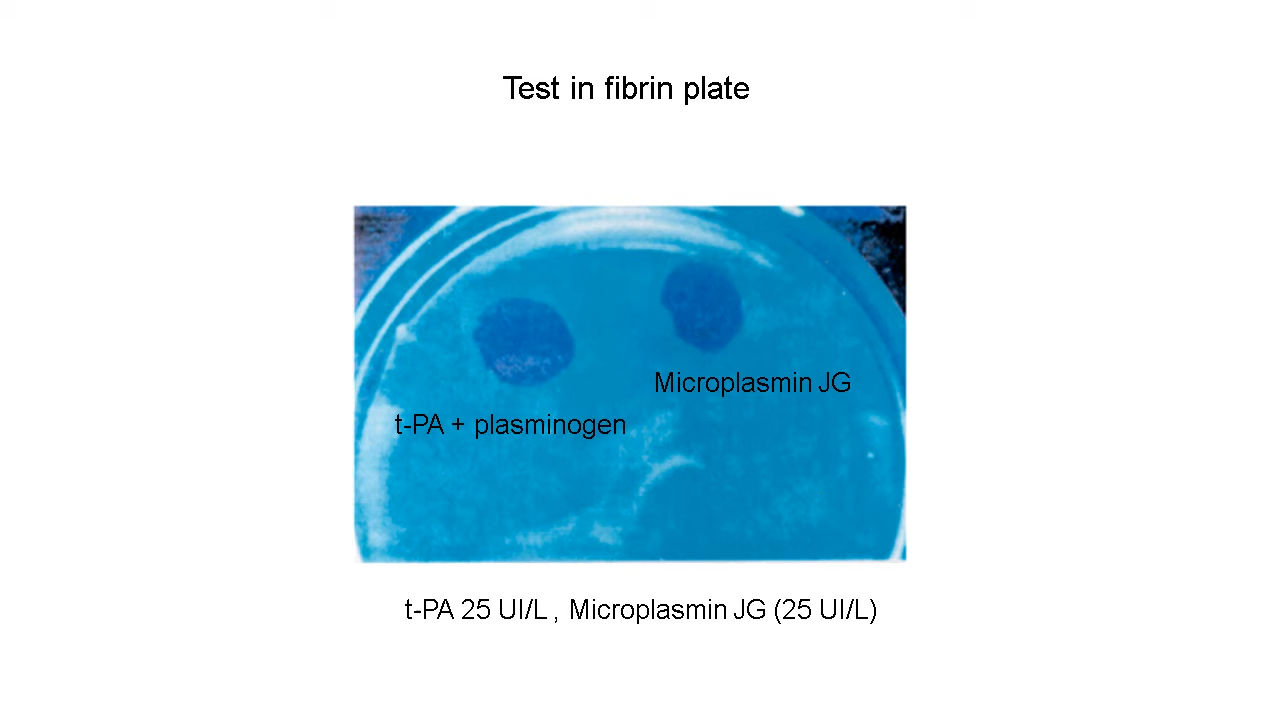 Test in fibrin plate
Microplasmin JG
t-PA + plasminogen
t-PA 25 UI/L , Microplasmin JG (25 UI/L)